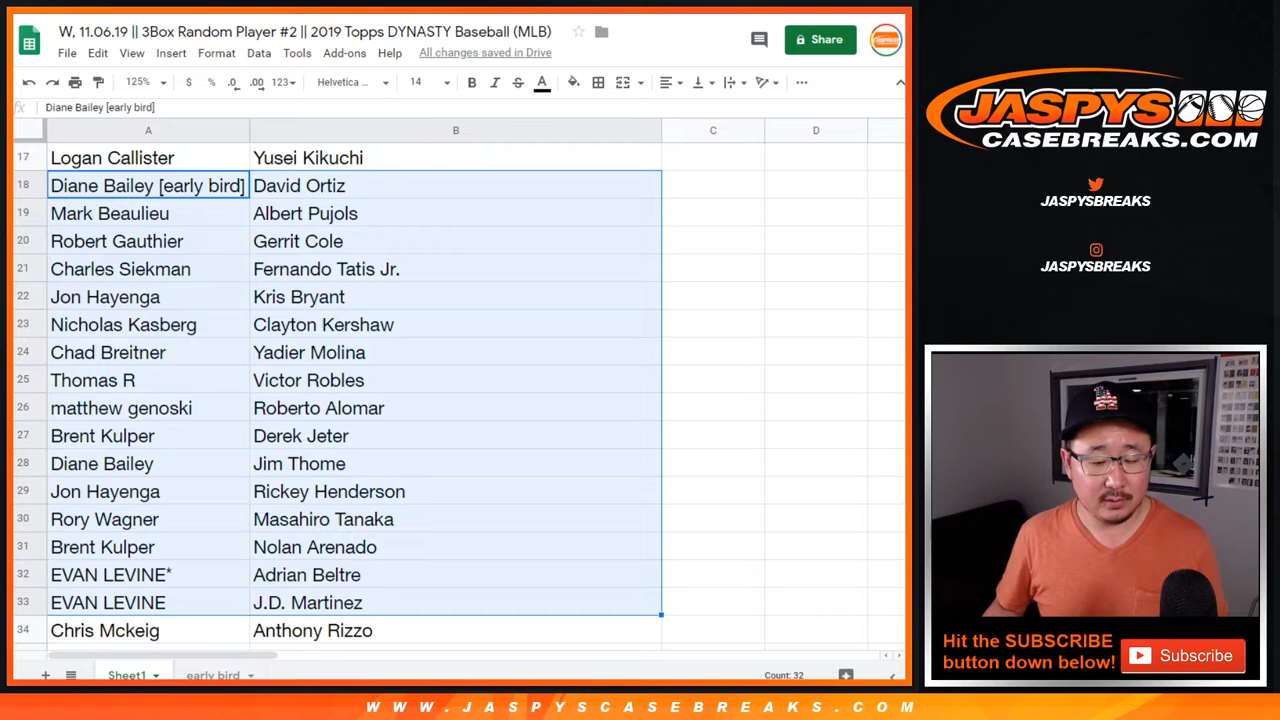 W, 11.06.19 || 3Box Random Player #2 || 2019 Topps DYNASTY Baseball (MLB)
File Edit View Insert Format Data Tools Add-ons Help All changes saved in Drive
Share
125% $ % .0 .00 123 Helvetica ... 14 B I S A
fx Diane Bailey [early bird]
A B C D
17 Logan Callister Yusei Kikuchi
18 Diane Bailey [early bird] David Ortiz
19 Mark Beaulieu Albert Pujols
20 Robert Gauthier Gerrit Cole
21 Charles Siekman Fernando Tatis Jr.
22 Jon Hayenga Kris Bryant
23 Nicholas Kasberg Clayton Kershaw
24 Chad Breitner Yadier Molina
25 Thomas R Victor Robles
26 matthew genoski Roberto Alomar
27 Brent Kulper Derek Jeter
28 Diane Bailey Jim Thome
29 Jon Hayenga Rickey Henderson
30 Rory Wagner Masahiro Tanaka
31 Brent Kulper Nolan Arenado
32 EVAN LEVINE* Adrian Beltre
33 EVAN LEVINE J.D. Martinez
34 Chris Mckeig Anthony Rizzo
Sheet1 early bird Count: 32
JASPYS
CASEBREAKS.COM
JASPYSBREAKS
JASPYSBREAKS
Hit the SUBSCRIBE
button down below!
Subscribe
WWW.JASPYSCASEBREAKS.COM